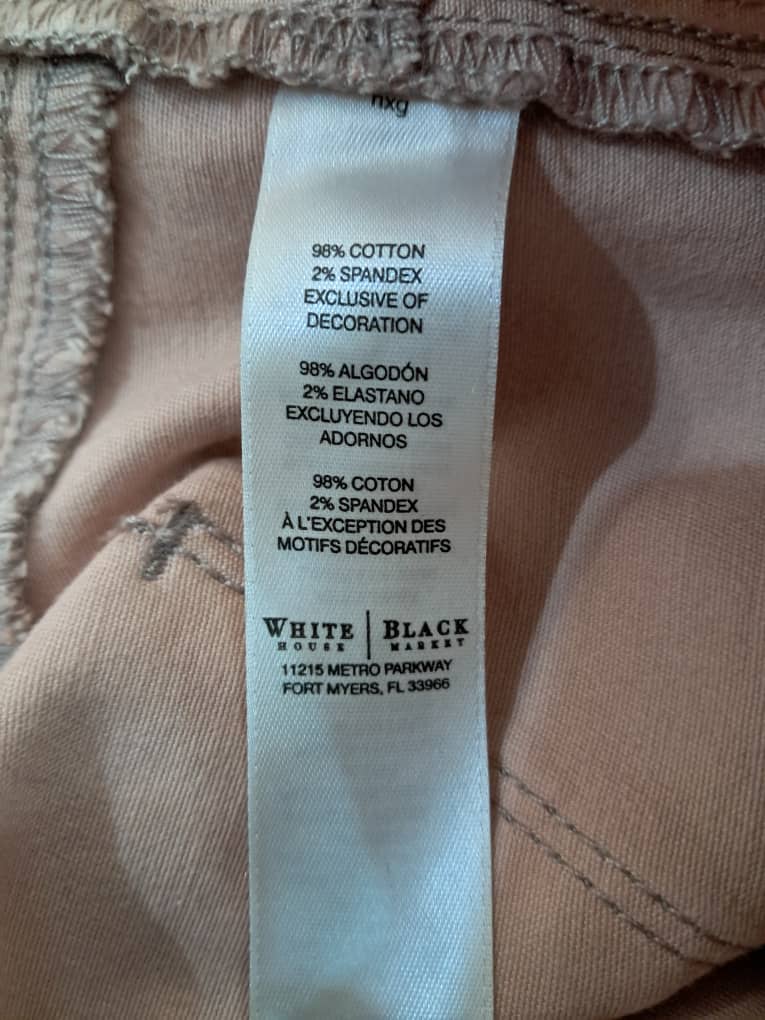 nxg
98% COTTON
2% SPANDEX
EXCLUSIVE OF
DECORATION
98% ALGODÓN
2% ELASTANO
EXCLUYENDO LOS
ADORNOS
98% COTON
2% SPANDEX
À L'EXCEPTION DES
MOTIFS DÉCORATIFS
WHITE | BLACK
HOUSE | MARKET
11215 METRO PARKWAY
FORT MYERS, FL 33966